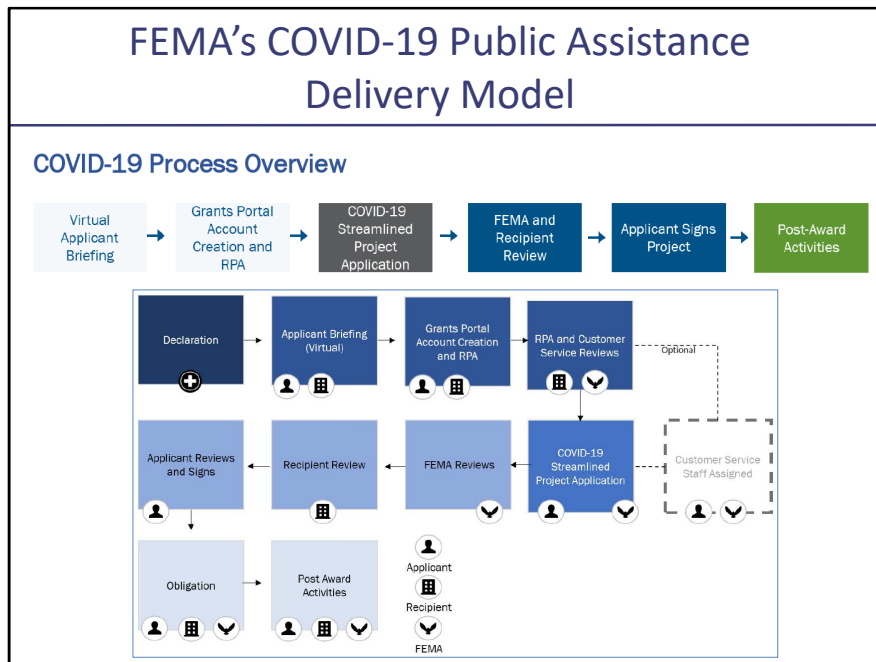 FEMA's COVID-19 Public Assistance
Delivery Model
COVID-19 Process Overview
Virtual
Applicant
Briefing
Grants Portal
Account
Creation and
RPA
COVID-19
Streamlined
Project
Application
FEMA and
Recipient
Review
Applicant Signs
Project
Post-Award
Activities
Declaration
Applicant Briefing
(Virtual)
Grants Portal
Account Creation
and RPA
RPA and Customer
Service Reviews
Optional
Applicant Reviews
and Signs
Recipient Review
FEMA Reviews
COVID-19
Streamlined
Project Application
Customer Service
Staff Assigned
Obligation
Post Award
Activities
Applicant
Recipient
FEMA